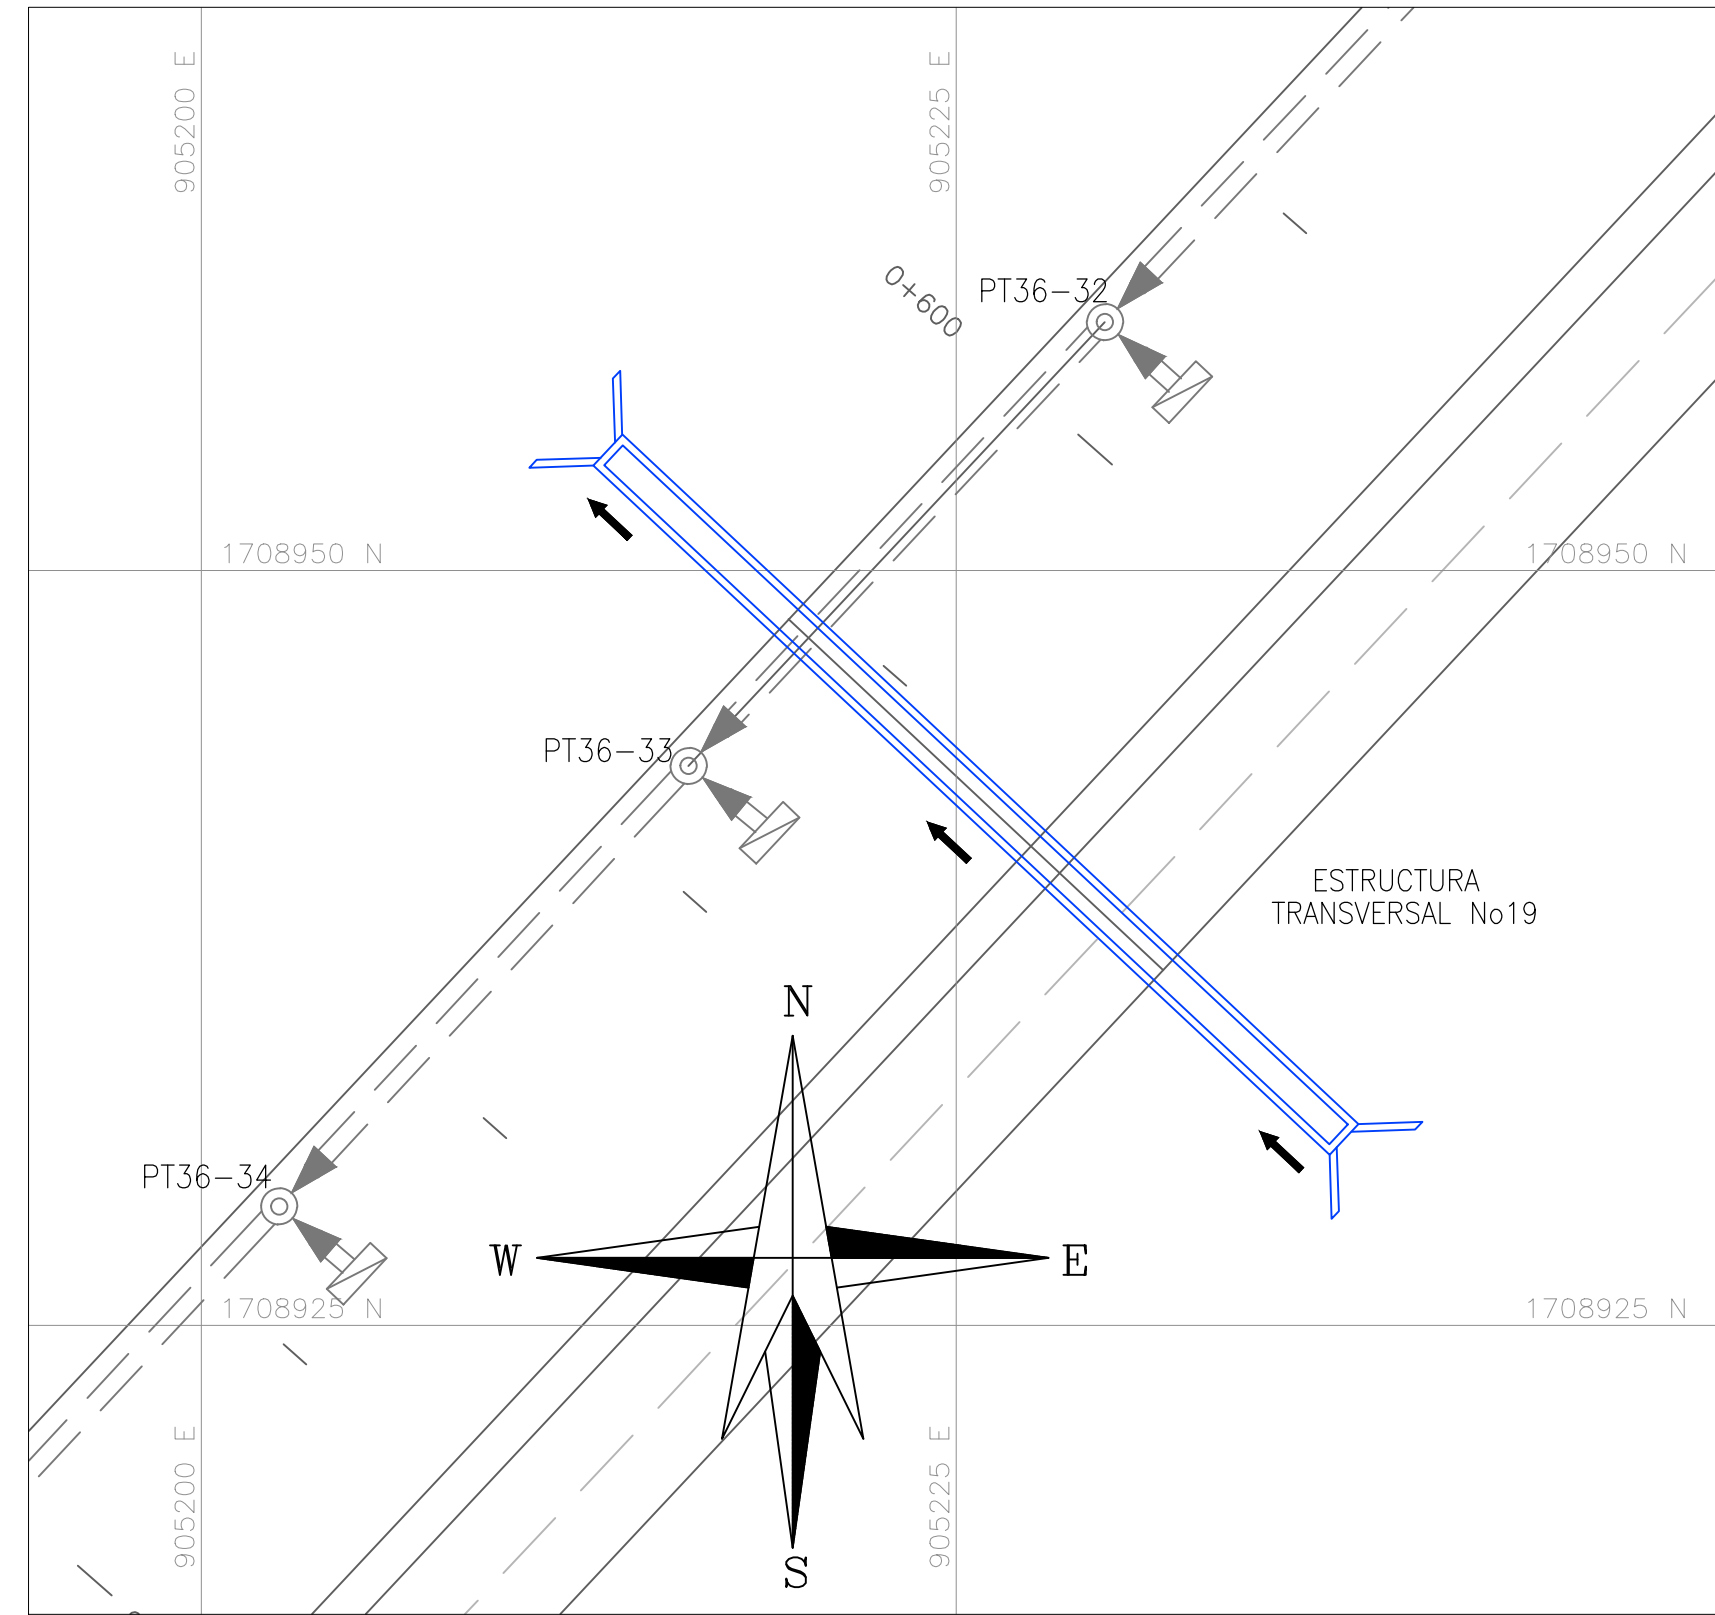 905200 E
905225 E
PT36-32
0+600
1708950 N
1708950 N
PT36-33
ESTRUCTURA
TRANSVERSAL No19
N
PT36-34
W
E
1708925 N
1708925 N
905200 E
905225 E
S